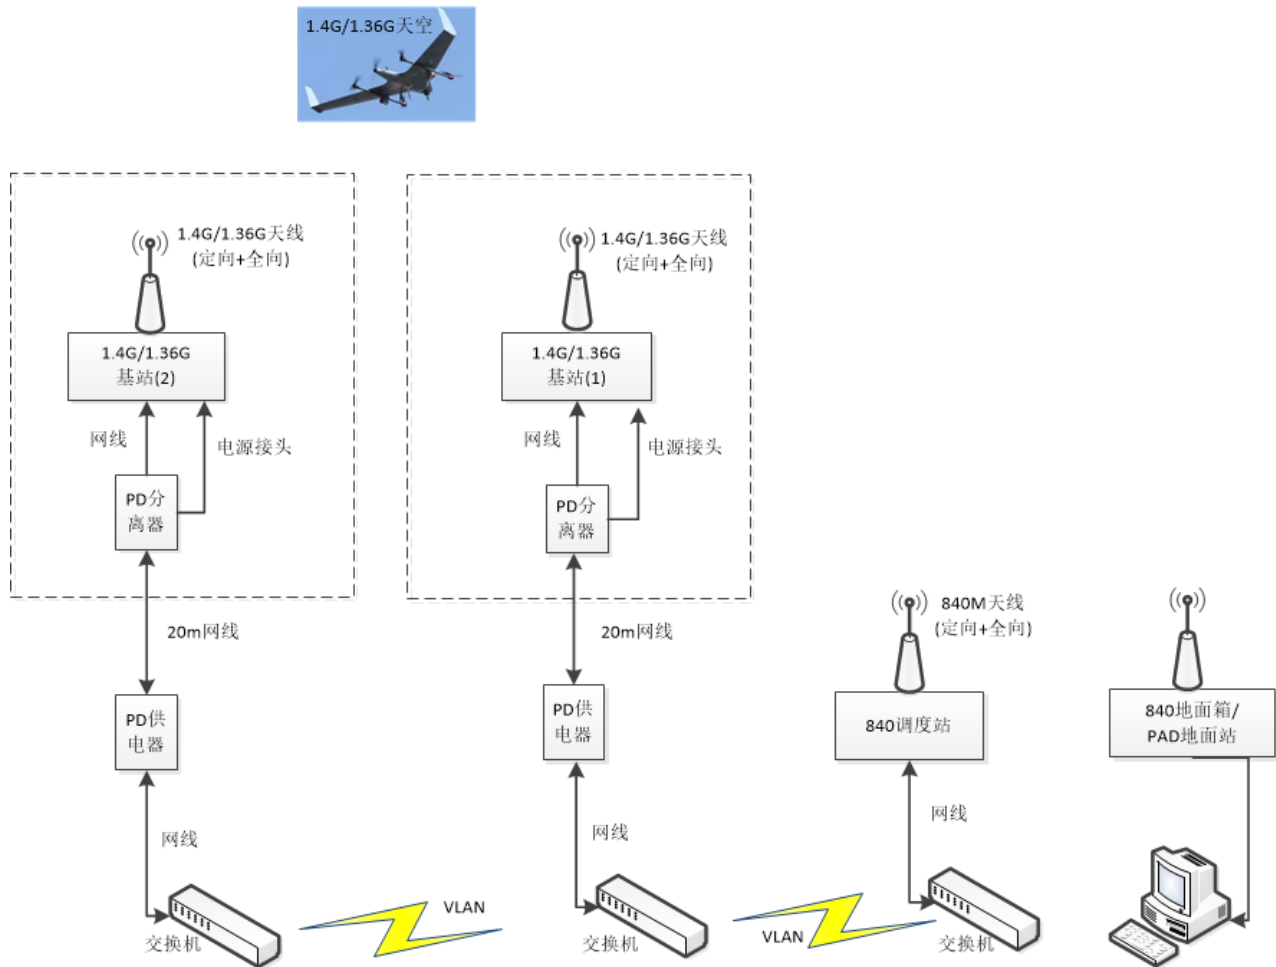 1.4G/1.36G天空
1.4G/1.36G天线
(定向+全向)
1.4G/1.36G
基站(2)
网线
电源接头
PD分
离器
20m网线
PD供
电器
网线
交换机
VLAN
1.4G/1.36G天线
(定向+全向)
1.4G/1.36G
基站(1)
网线
电源接头
PD分
离器
20m网线
PD供
电器
网线
交换机
VLAN
840M天线
(定向+全向)
840调度站
网线
交换机
840地面箱/
PAD地面站